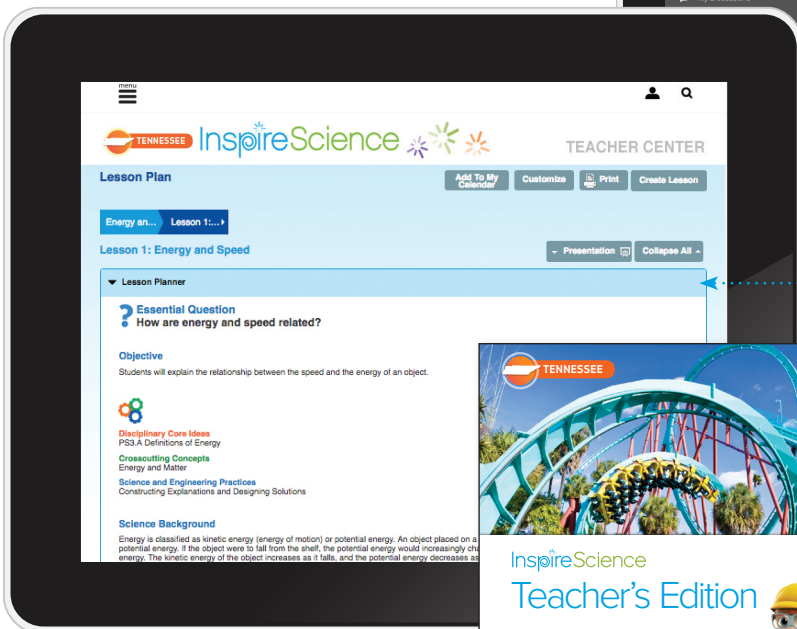 menu
TENNESSEE InspireScience
TEACHER CENTER
Lesson Plan
Add To My
Calendar
Customize
Print
Create Lesson
Energy an...
Lesson 1:...
Lesson 1: Energy and Speed
Presentation
Collapse All
Lesson Planner
? Essential Question
How are energy and speed related?
Objective
Students will explain the relationship between the speed and the energy of an object.
Disciplinary Core Ideas
PS3.A Definitions of Energy
Crosscutting Concepts
Energy and Matter
Science and Engineering Practices
Constructing Explanations and Designing Solutions
Science Background
Energy is classified as kinetic energy (energy of motion) or potential energy. An object placed on a
potential energy. If the object were to fall from the shelf, the potential energy would increasingly
energy. The kinetic energy of the object increases as it falls, and the potential energy decreases as
TENNESSEE
InspireScience
Teacher's Edition